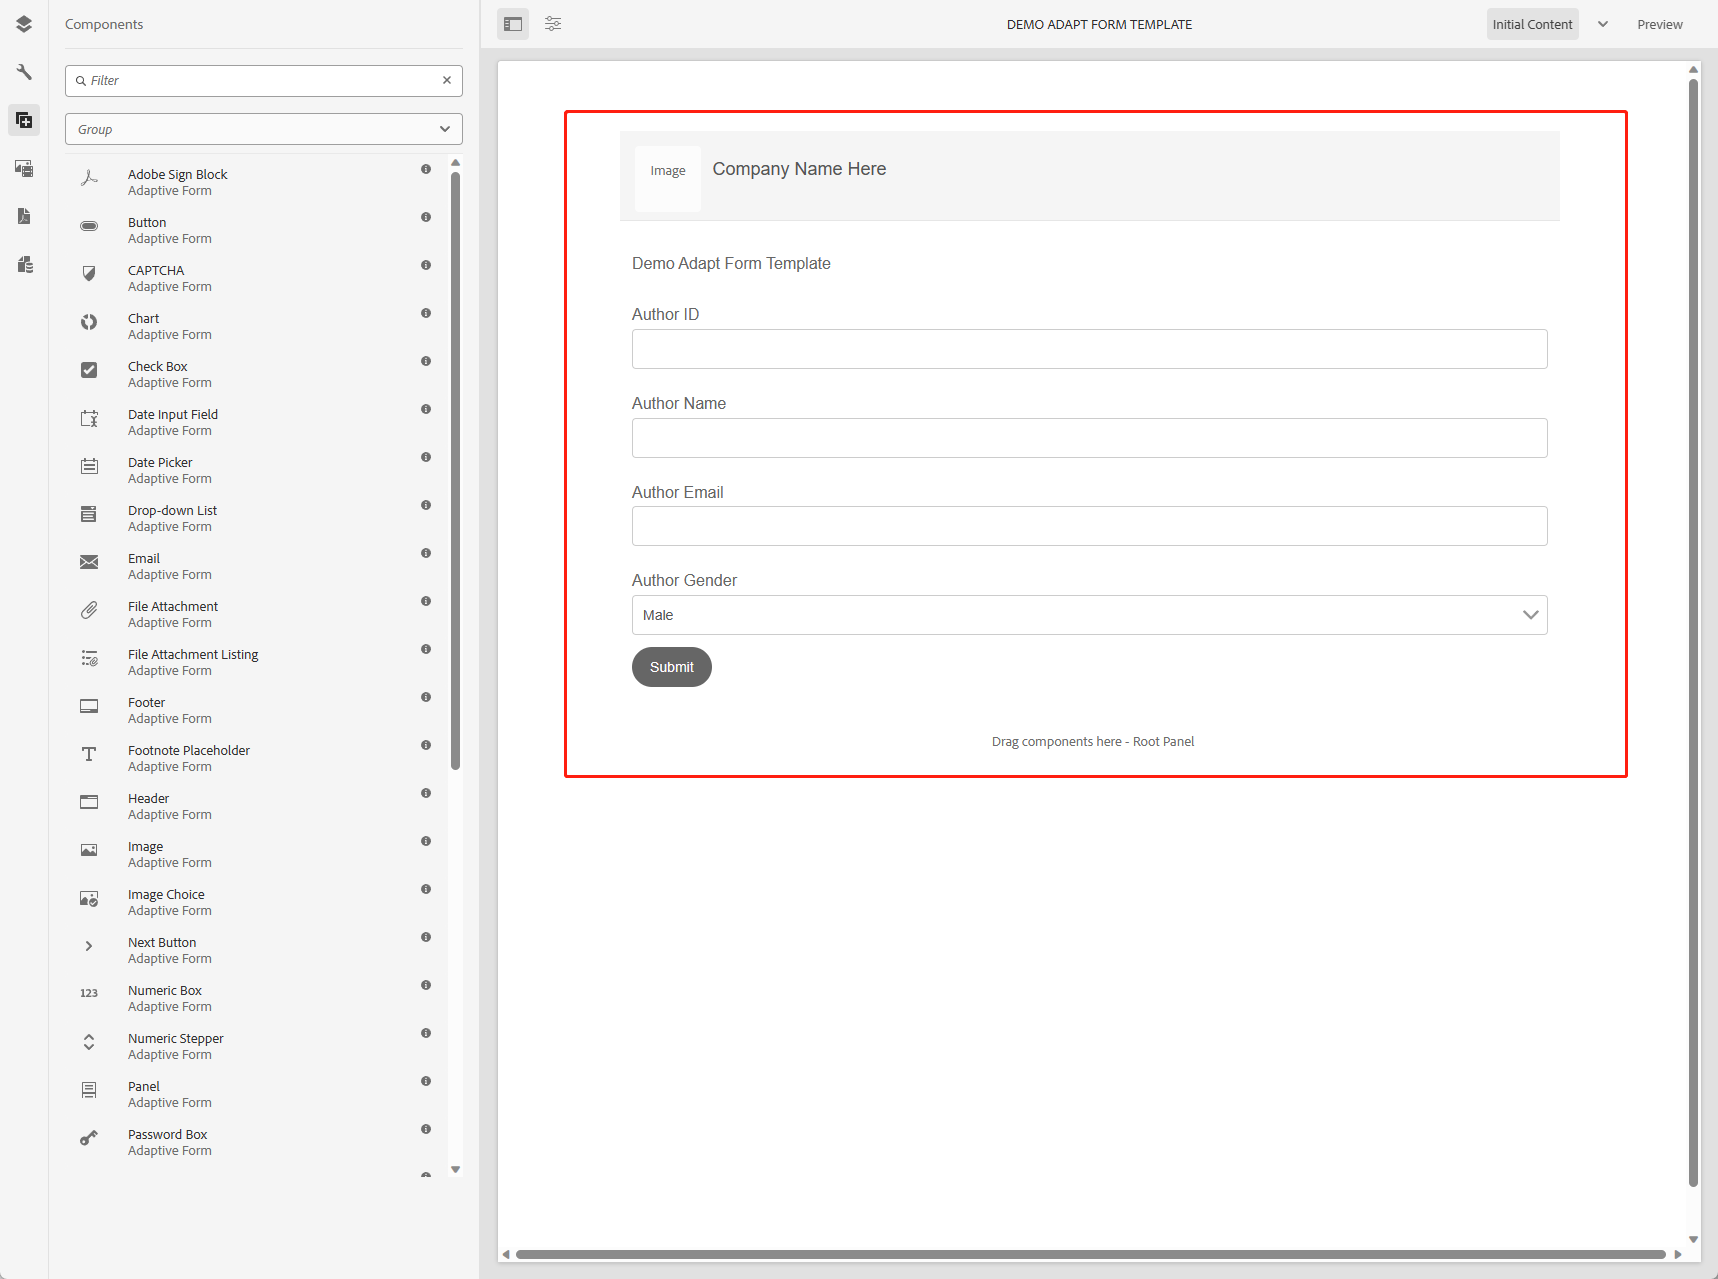 Components
Filter
Group
Adobe Sign Block
Adaptive Form
Button
Adaptive Form
CAPTCHA
Adaptive Form
Chart
Adaptive Form
Check Box
Adaptive Form
Date Input Field
Adaptive Form
Date Picker
Adaptive Form
Drop-down List
Adaptive Form
Email
Adaptive Form
File Attachment
Adaptive Form
File Attachment Listing
Adaptive Form
Footer
Adaptive Form
Footnote Placeholder
Adaptive Form
Header
Adaptive Form
Image
Adaptive Form
Image Choice
Adaptive Form
Next Button
Adaptive Form
123
Numeric Box
Adaptive Form
Numeric Stepper
Adaptive Form
Panel
Adaptive Form
Password Box
Adaptive Form
DEMO ADAPT FORM TEMPLATE
Initial Content
Preview
Image
Company Name Here
Demo Adapt Form Template
Author ID
Author Name
Author Email
Author Gender
Male
Submit
Drag components here - Root Panel